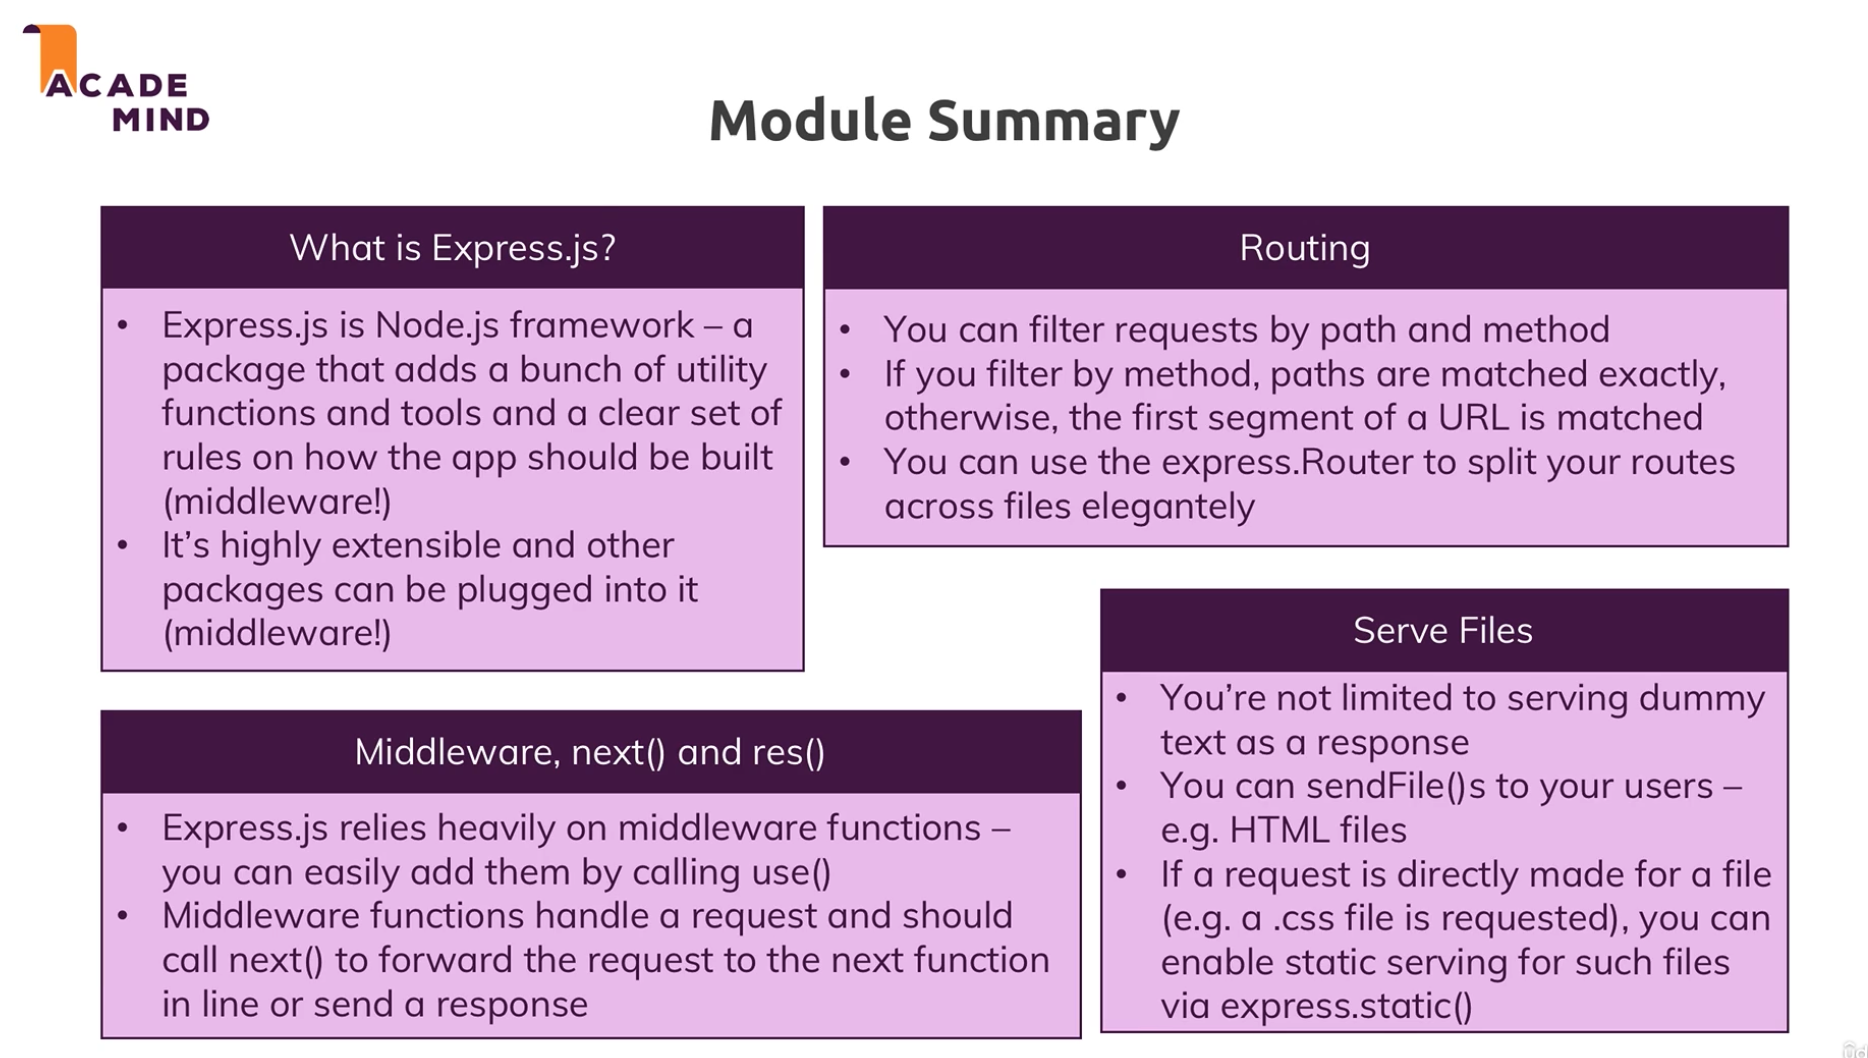 ACADE
MIND
Module Summary
What is Express.js?
• Express.js is Node.js framework – a
package that adds a bunch of utility
functions and tools and a clear set of
rules on how the app should be built
(middleware!)
• It’s highly extensible and other
packages can be plugged into it
(middleware!)
Routing
• You can filter requests by path and method
• If you filter by method, paths are matched exactly,
otherwise, the first segment of a URL is matched
• You can use the express.Router to split your routes
across files elegantely
Middleware, next() and res()
• Express.js relies heavily on middleware functions –
you can easily add them by calling use()
• Middleware functions handle a request and should
call next() to forward the request to the next function
in line or send a response
Serve Files
• You’re not limited to serving dummy
text as a response
• You can sendFile()s to your users –
e.g. HTML files
• If a request is directly made for a file
(e.g. a .css file is requested), you can
enable static serving for such files
via express.static()